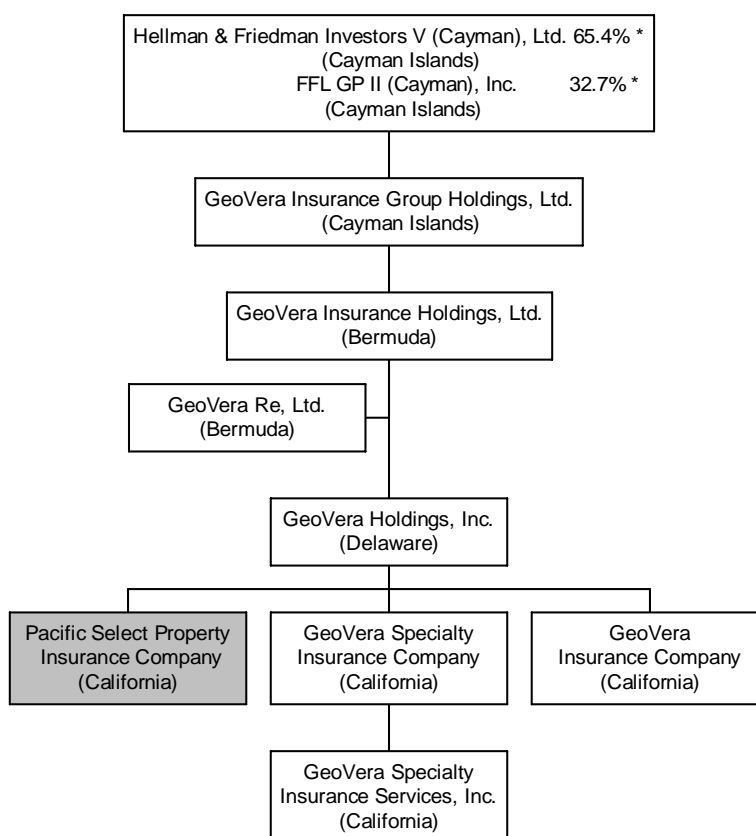 Hellman & Friedman Investors V (Cayman), Ltd. 65.4% *
(Cayman Islands)
FFL GP II (Cayman), Inc. 32.7% *
(Cayman Islands)
GeoVera Insurance Group Holdings, Ltd.
(Cayman Islands)
GeoVera Insurance Holdings, Ltd.
(Bermuda)
GeoVera Re, Ltd.
(Bermuda)
GeoVera Holdings, Inc.
(Delaware)
Pacific Select Property
Insurance Company
(California)
GeoVera Specialty
Insurance Company
(California)
GeoVera
Insurance Company
(California)
GeoVera Specialty
Insurance Services, Inc.
(California)